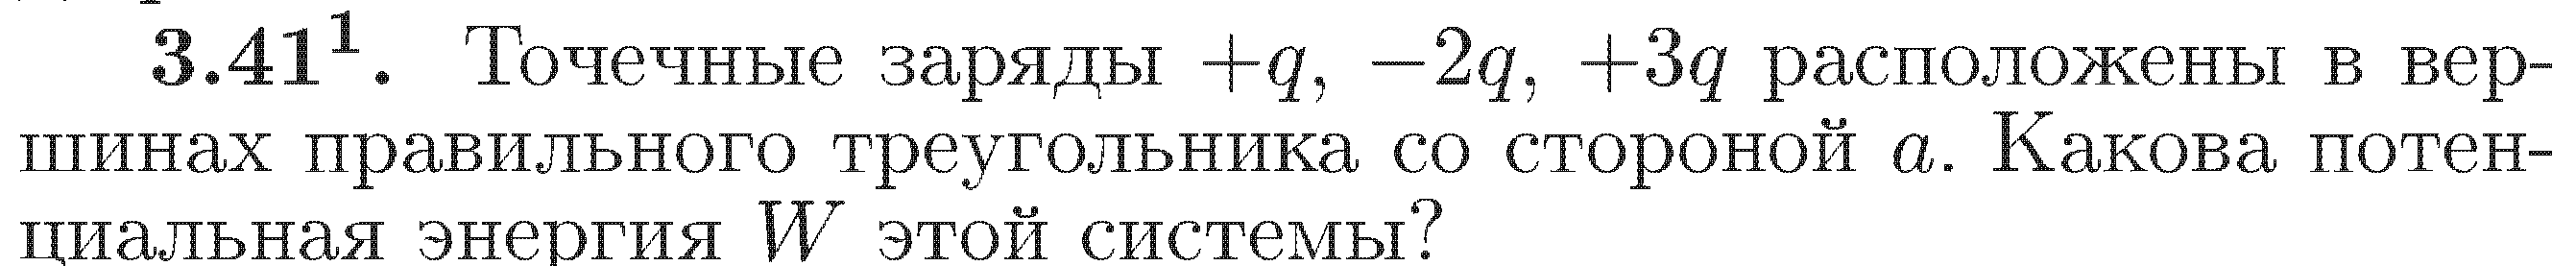 3.41¹. Точечные заряды +q, −2q, +3q расположены в вер-
шинах правильного треугольника со стороной a. Какова потен-
циальная энергия W этой системы?